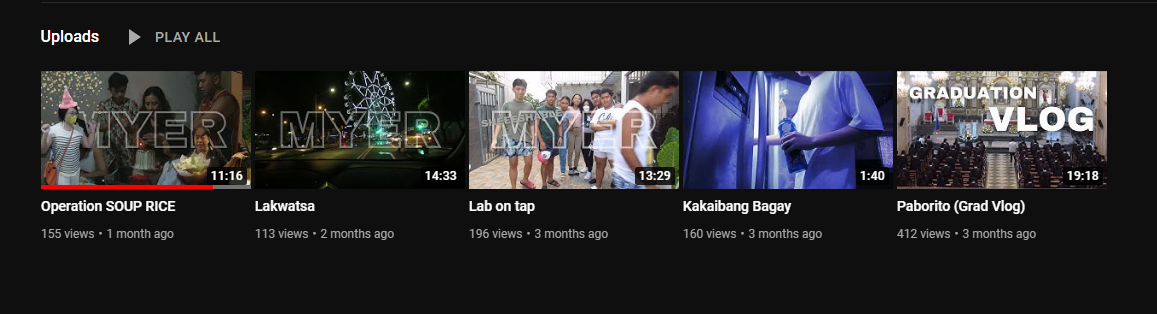 Uploads
PLAY ALL
MYER
11:16
MYER
14:33
MYER
13:29
1:40
GRADUATION
VLOG
19:18
Operation SOUP RICE
Lakwatsa
Lab on tap
Kakaibang Bagay
Paborito (Grad Vlog)
155 views • 1 month ago
113 views • 2 months ago
196 views • 3 months ago
160 views • 3 months ago
412 views • 3 months ago